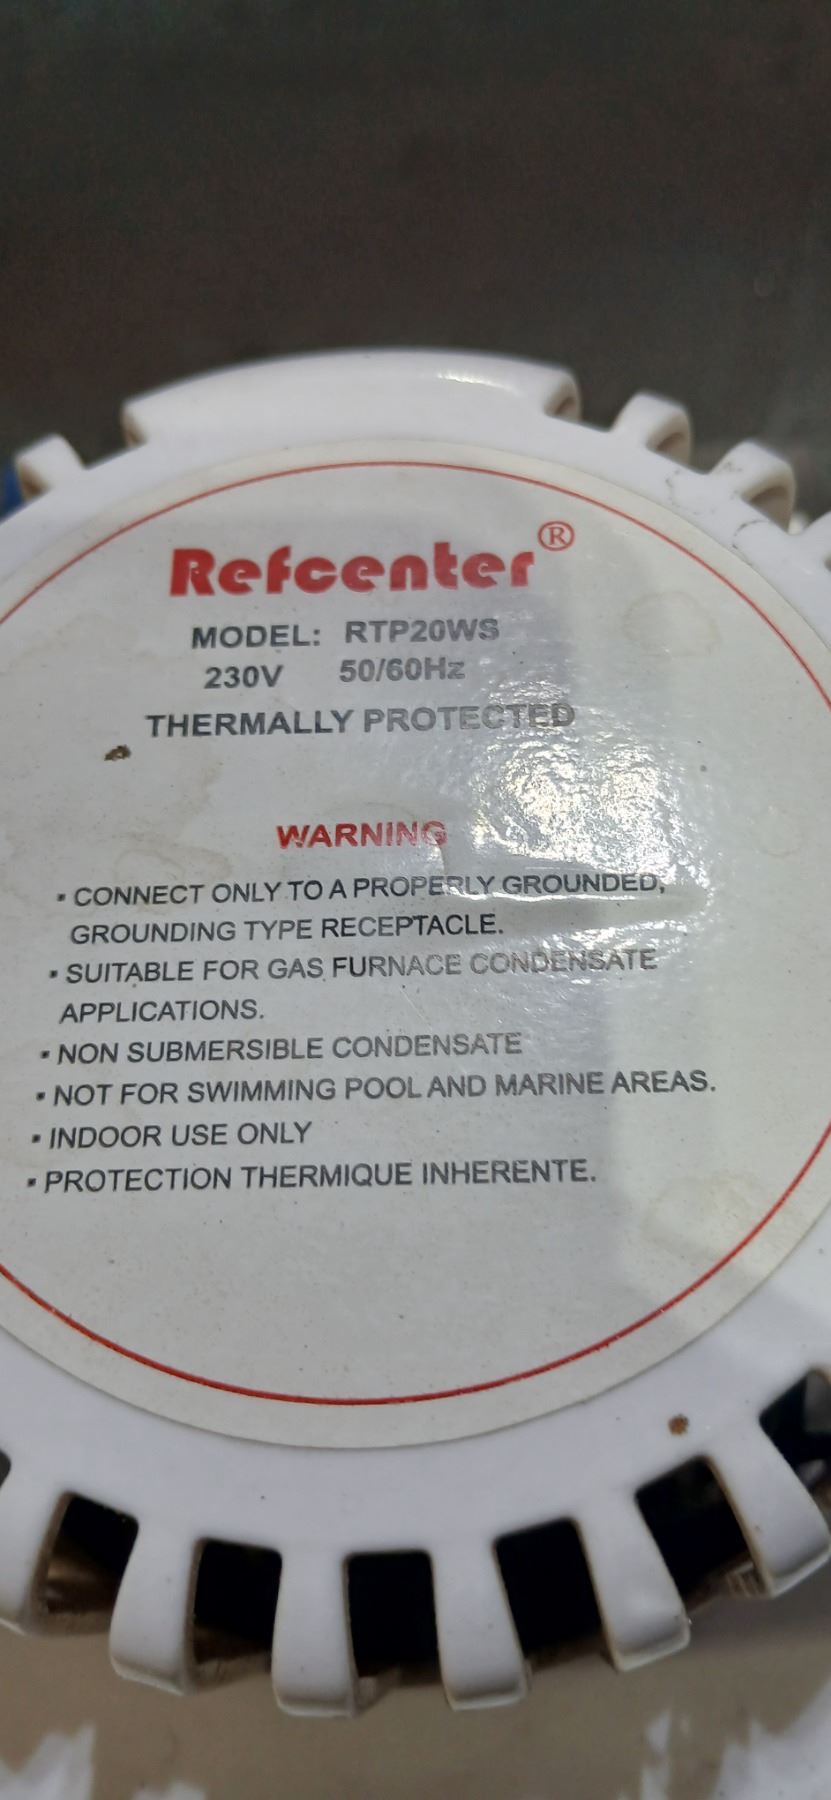 Refcenter®
MODEL: RTP20WS
230V 50/60Hz
THERMALLY PROTECTED
WARNING
▪ CONNECT ONLY TO A PROPERLY GROUNDED,
GROUNDING TYPE RECEPTACLE.
▪ SUITABLE FOR GAS FURNACE CONDENSATE
APPLICATIONS.
▪ NON SUBMERSIBLE CONDENSATE
▪ NOT FOR SWIMMING POOL AND MARINE AREAS.
▪ INDOOR USE ONLY
▪ PROTECTION THERMIQUE INHERENTE.